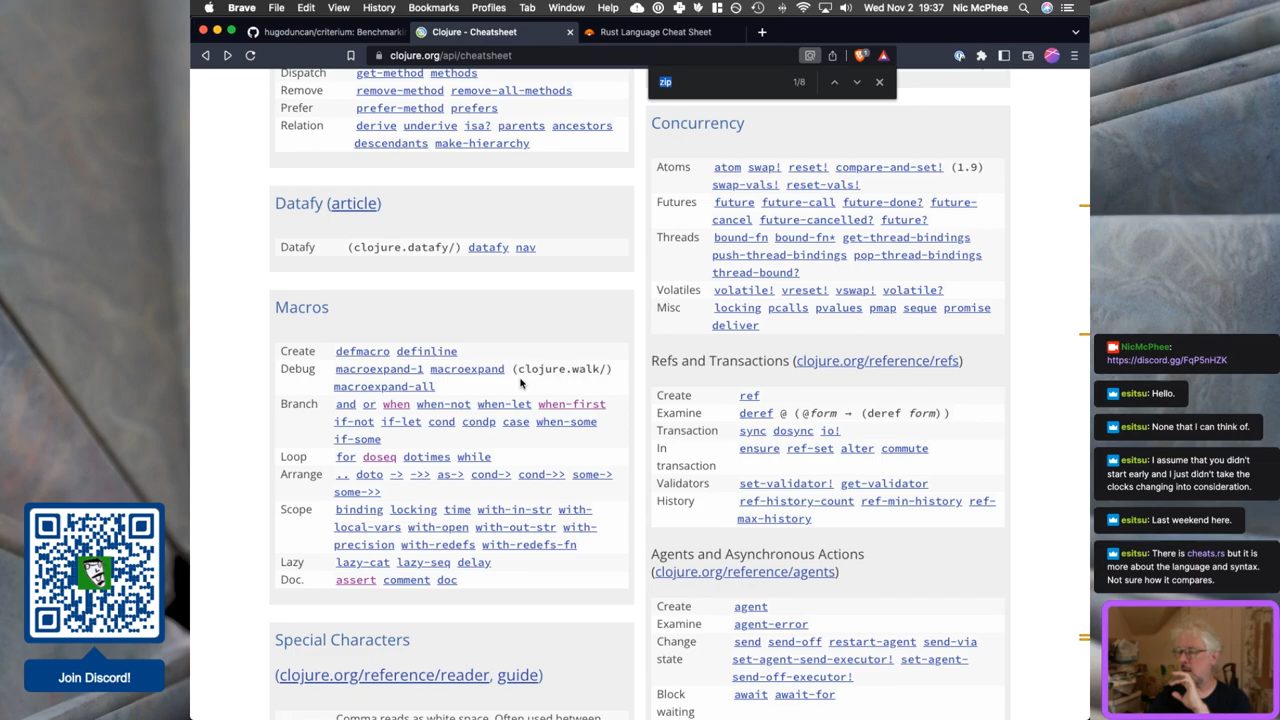 Brave File Edit View History Bookmarks Profiles Tab Window Help Wed Nov 2 19:37 Nic McPhee
hugoduncan/criterium: Benchmarki
Clojure - Cheatsheet
Rust Language Cheat Sheet
clojure.org/api/cheatsheet
zip 1/8
Dispatch get-method methods
Remove remove-method remove-all-methods
Prefer prefer-method prefers
Relation derive underive isa? parents ancestors
descendants make-hierarchy
Datafy (article)
Datafy (clojure.datafy/) datafy nav
Macros
Create defmacro definline
Debug macroexpand-1 macroexpand (clojure.walk/)
macroexpand-all
Branch and or when when-not when-let when-first
if-not if-let cond condp case when-some
if-some
Loop for doseq dotimes while
Arrange .. doto -> ->> as-> cond-> cond->> some->
some->>
Scope binding locking time with-in-str with-
local-vars with-open with-out-str with-
precision with-redefs with-redefs-fn
Lazy lazy-cat lazy-seq delay
Doc. assert comment doc
Special Characters
(clojure.org/reference/reader, guide)
Comma reads as white space. Often used between
Concurrency
Atoms atom swap! reset! compare-and-set! (1.9)
swap-vals! reset-vals!
Futures future future-call future-done? future-
cancel future-cancelled? future?
Threads bound-fn bound-fn* get-thread-bindings
push-thread-bindings pop-thread-bindings
thread-bound?
Volatiles volatile! vreset! vswap! volatile?
Misc locking pcalls pvalues pmap seque promise
deliver
Refs and Transactions (clojure.org/reference/refs)
Create ref
Examine deref @ (@form → (deref form))
Transaction sync dosync io!
In ensure ref-set alter commute
transaction
Validators set-validator! get-validator
History ref-history-count ref-min-history ref-
max-history
Agents and Asynchronous Actions
(clojure.org/reference/agents)
Create agent
Examine agent-error
Change send send-off restart-agent send-via
state set-agent-send-executor! set-agent-
send-off-executor!
Block await await-for
waiting
NicMcPhee:
https://discord.gg/FqP5nHZK
esitsu: Hello.
esitsu: None that I can think of.
esitsu: I assume that you didn't
start early and I just didn't take the
clocks changing into consideration.
esitsu: Last weekend here.
esitsu: There is cheats.rs but it is
more about the language and syntax.
Not sure how it compares.
Join Discord!